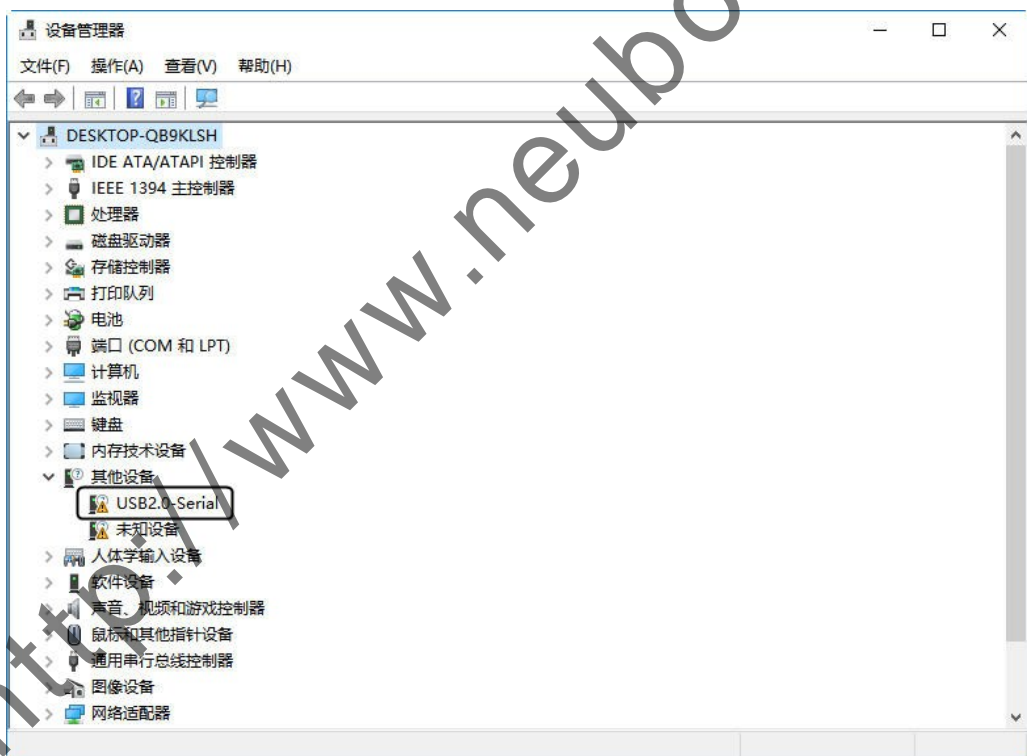 设备管理器
文件(F) 操作(A) 查看(V) 帮助(H)
DESKTOP-QB9KLSH
IDE ATA/ATAPI 控制器
IEEE 1394 主控制器
处理器
磁盘驱动器
存储控制器
打印队列
电池
端口 (COM 和 LPT)
计算机
监视器
键盘
内存技术设备
其他设备
USB2.0-Serial
未知设备
人体学输入设备
软件设备
声音、视频和游戏控制器
鼠标和其他指针设备
通用串行总线控制器
图像设备
网络适配器
http://www.neubo